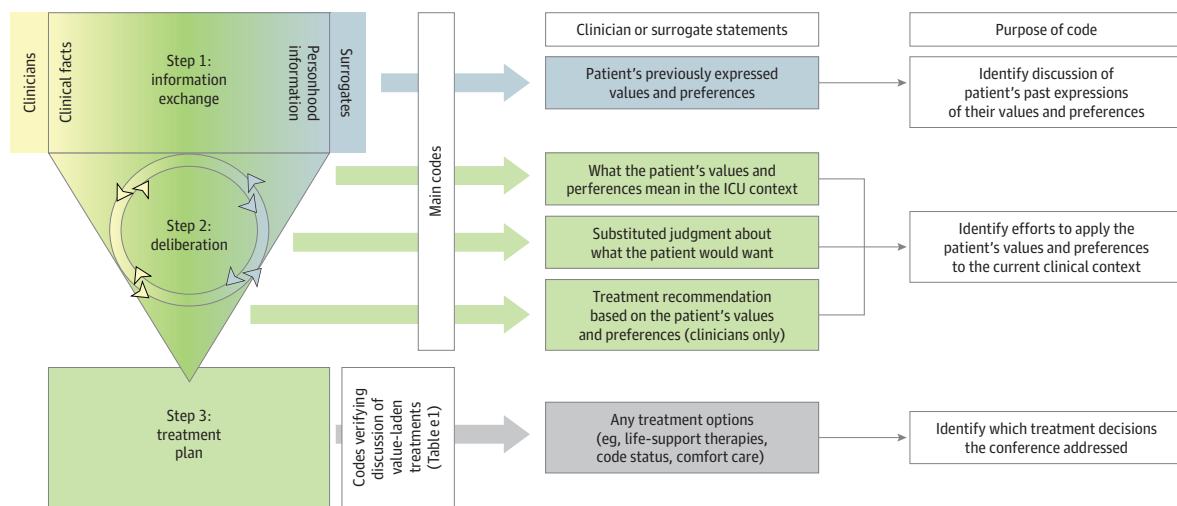 Clinicians
Clinical facts
Step 1:
information
exchange
Personhood
information
Surrogates
Step 2:
deliberation
Step 3:
treatment
plan
Main codes
Codes verifying
discussion of
value-laden
treatments
(Table e1)
Clinician or surrogate statements
Patient's previously expressed
values and preferences
What the patient's values and
perferences mean in the ICU context
Substituted judgment about
what the patient would want
Treatment recommendation
based on the patient's values
and preferences (clinicians only)
Any treatment options
(eg, life-support therapies,
code status, comfort care)
Purpose of code
Identify discussion of
patient's past expressions
of their values and preferences
Identify efforts to apply the
patient's values and preferences
to the current clinical context
Identify which treatment decisions
the conference addressed